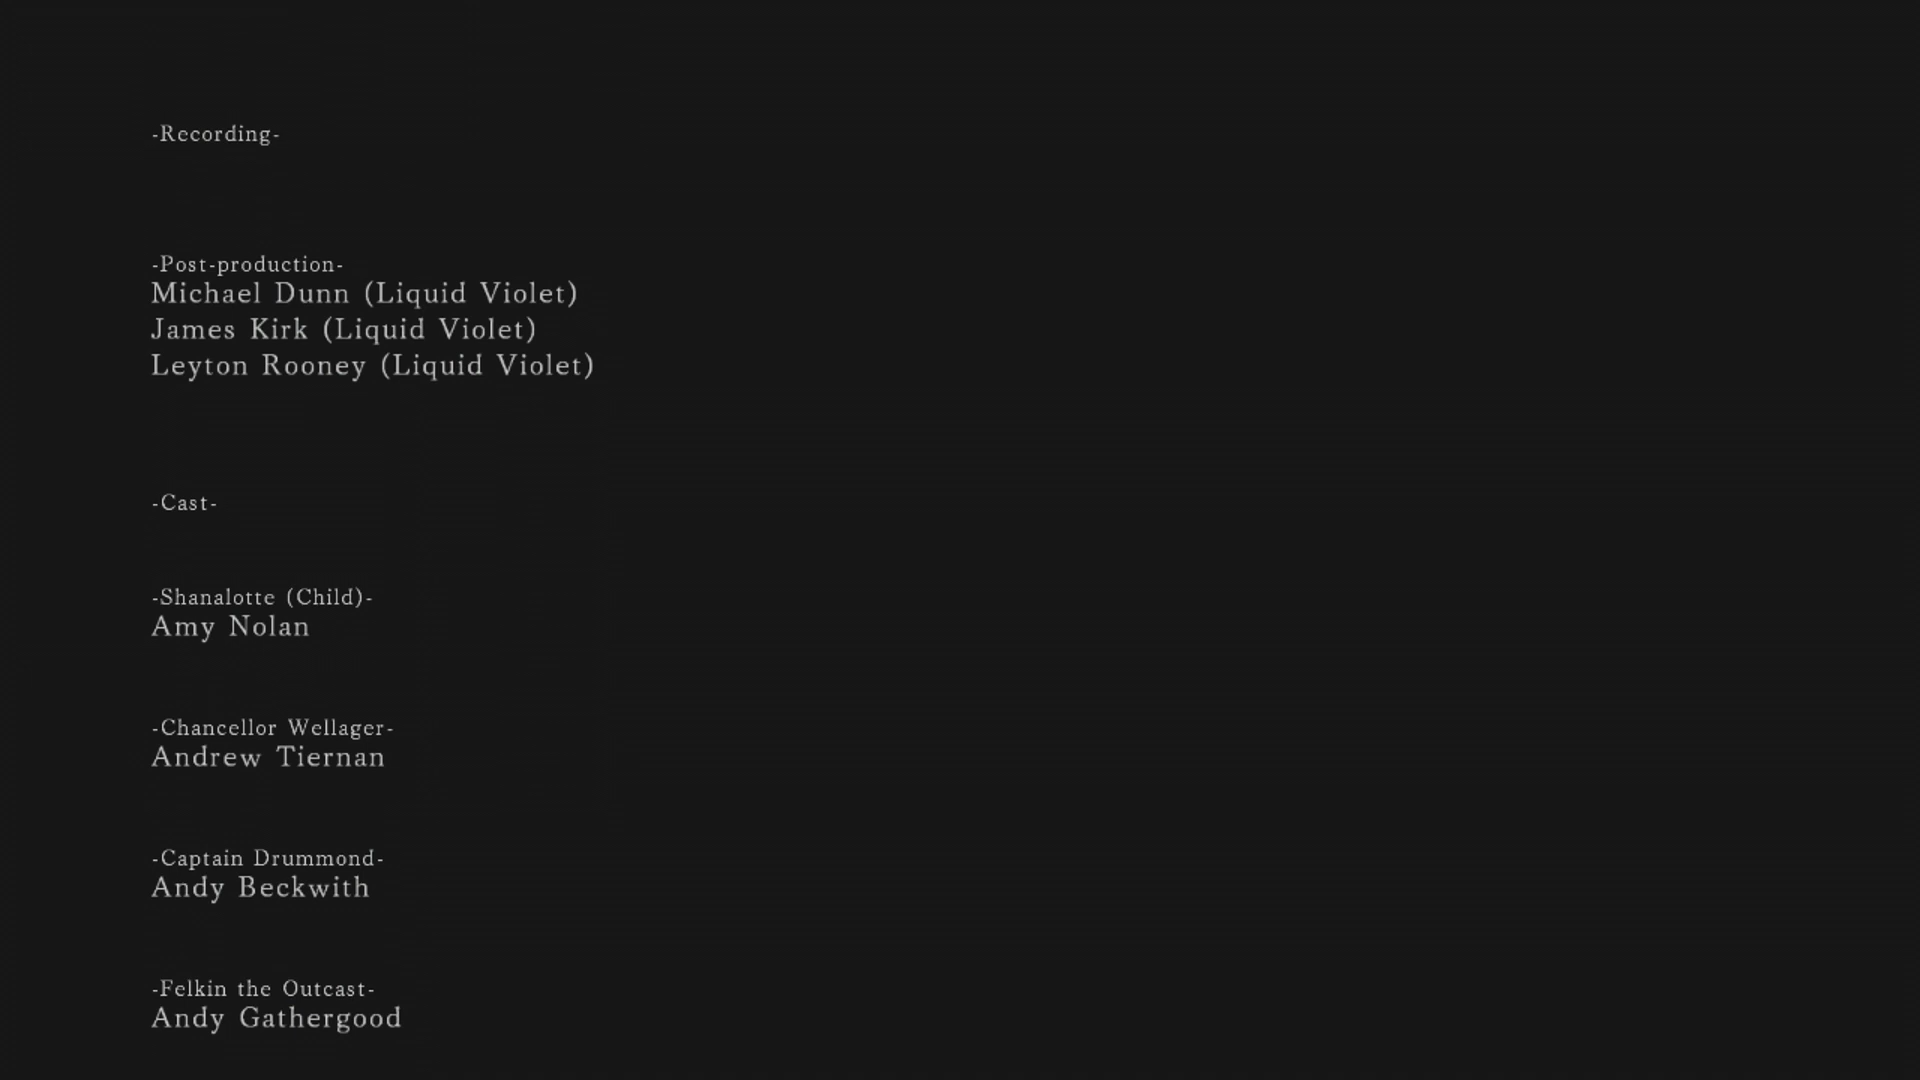 -Recording-
-Post-production-
Michael Dunn (Liquid Violet)
James Kirk (Liquid Violet)
Leyton Rooney (Liquid Violet)
-Cast-
-Shanalotte (Child)-
Amy Nolan
-Chancellor Wellager-
Andrew Tiernan
-Captain Drummond-
Andy Beckwith
-Felkin the Outcast-
Andy Gathergood